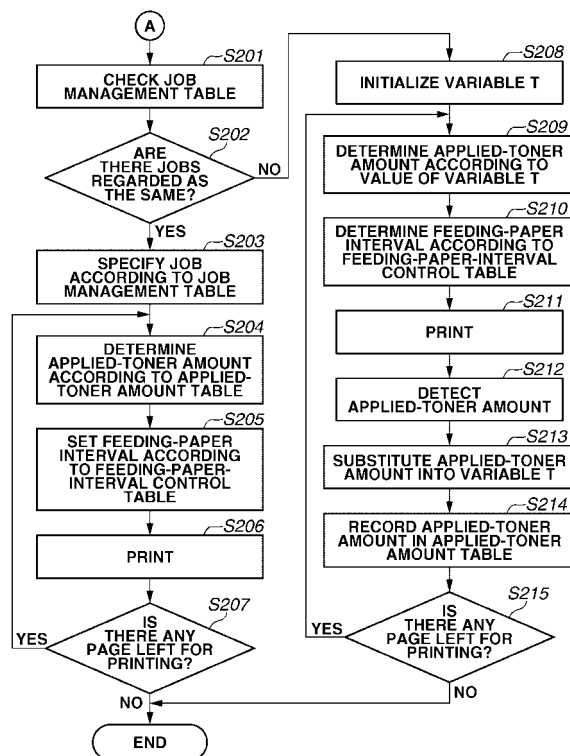 A
S201
CHECK JOB
MANAGEMENT TABLE
S202
ARE
THERE JOBS
REGARDED AS
THE SAME?
NO
YES
S203
SPECIFY JOB
ACCORDING TO JOB
MANAGEMENT TABLE
S204
DETERMINE
APPLIED-TONER AMOUNT
ACCORDING TO APPLIED-
TONER AMOUNT TABLE
S205
SET FEEDING-PAPER
INTERVAL ACCORDING
TO FEEDING-PAPER-
INTERVAL CONTROL
TABLE
S206
PRINT
S207
IS
THERE ANY
PAGE LEFT FOR
PRINTING?
YES
NO
END
S208
INITIALIZE VARIABLE T
S209
DETERMINE APPLIED-TONER
AMOUNT ACCORDING TO
VALUE OF VARIABLE T
S210
DETERMINE FEEDING-PAPER
INTERVAL ACCORDING TO
FEEDING-PAPER-INTERVAL
CONTROL TABLE
S211
PRINT
S212
DETECT
APPLIED-TONER AMOUNT
S213
SUBSTITUTE APPLIED-TONER
AMOUNT INTO VARIABLE T
S214
RECORD APPLIED-TONER
AMOUNT IN APPLIED-TONER
AMOUNT TABLE
S215
IS
THERE ANY
PAGE LEFT FOR
PRINTING?
YES
NO